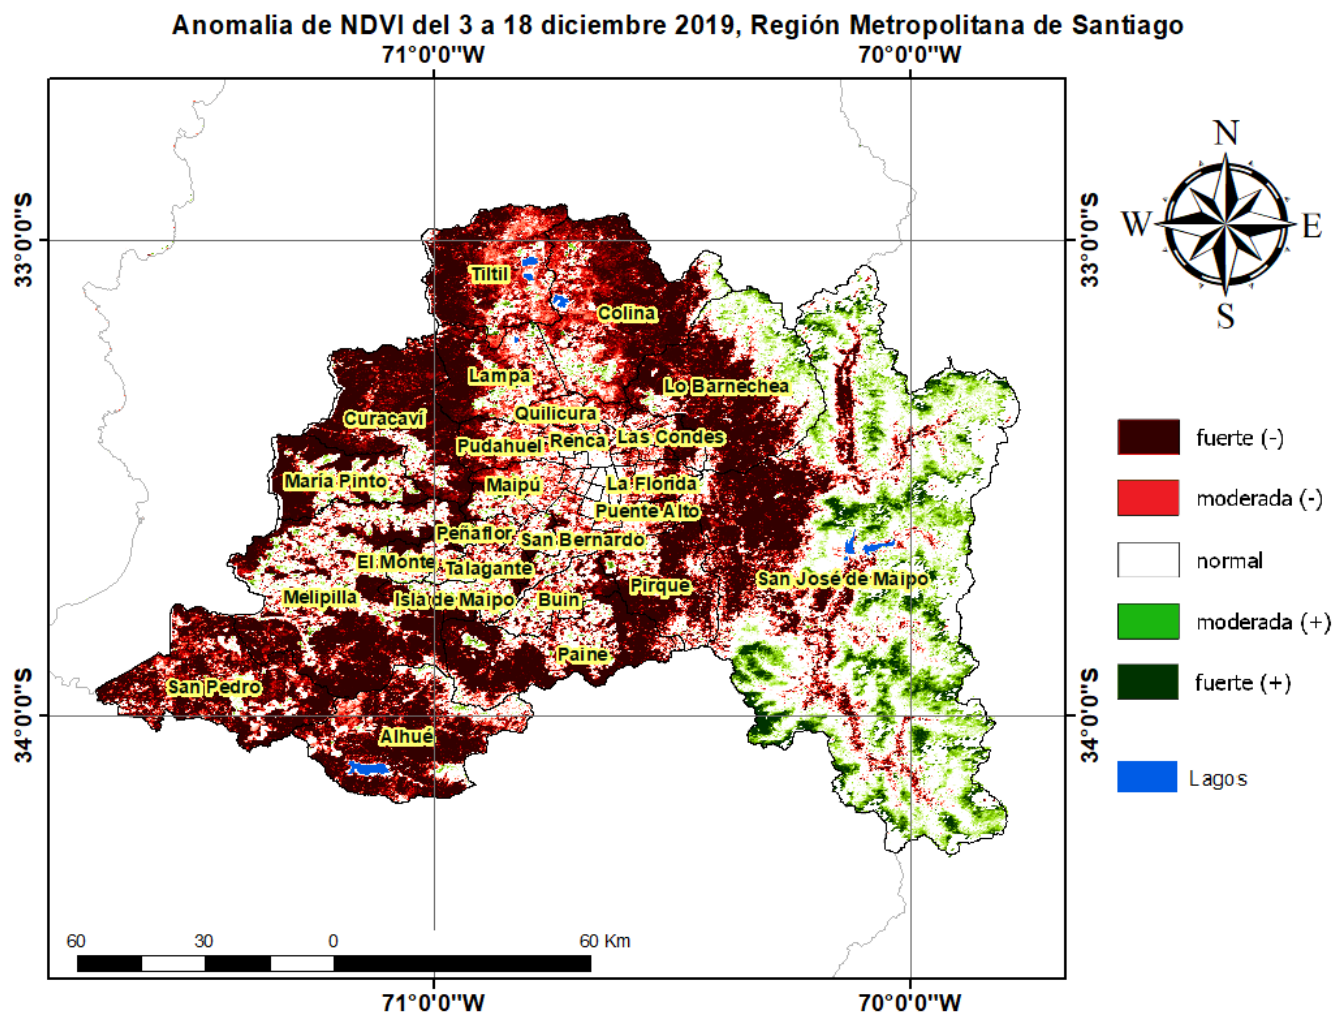 Anomalia de NDVI del 3 a 18 diciembre 2019, Región Metropolitana de Santiago
71°0'0"W
70°0'0"W
N
W
E
S
33°0'0"S
33°0'0"S
Tiltil
Colina
Lampa
Lo Barnechea
Curacaví
Quilicura
Pudahuel
Renca
Las Condes
María Pinto
Maipú
La Florida
Puente Alto
Peñaflor
San Bernardo
El Monte
Talagante
San José de Maipo
Pirque
Melipilla
Isla de Maipo
Buin
Paine
San Pedro
Alhué
34°0'0"S
34°0'0"S
fuerte (-)
moderada (-)
normal
moderada (+)
fuerte (+)
Lagos
60
30
0
60 Km
71°0'0"W
70°0'0"W